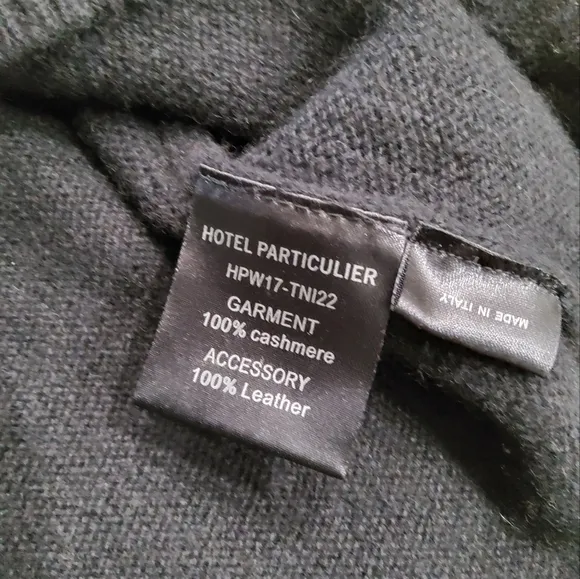 HOTEL PARTICULIER
HPW17-TNI22
GARMENT
100% cashmere
ACCESSORY
100% Leather
MADE IN ITALY